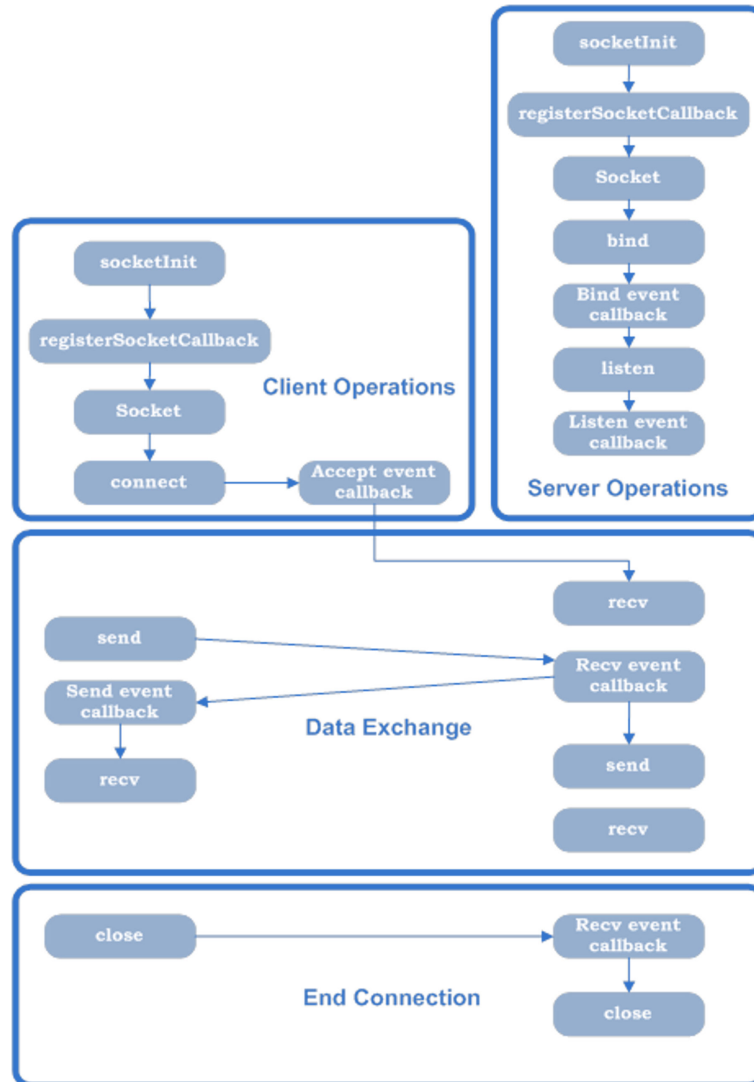 socketInit
registerSocketCallback
Socket
bind
Bind event
callback
listen
Listen event
callback
Server Operations
socketInit
registerSocketCallback
Socket
connect
Accept event
callback
Client Operations
recv
send
Recv event
callback
Send event
callback
Data Exchange
send
recv
recv
close
Recv event
callback
End Connection
close